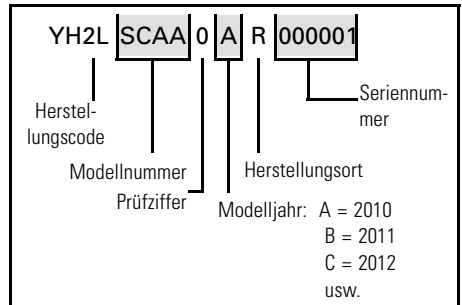 YH2L SCAA 0 A R 000001
Herstel-
lungscode
Seriennum-
mer
Modellnummer
Herstellungsort
Prüfziffer
Modelljahr: A = 2010
B = 2011
C = 2012
usw.